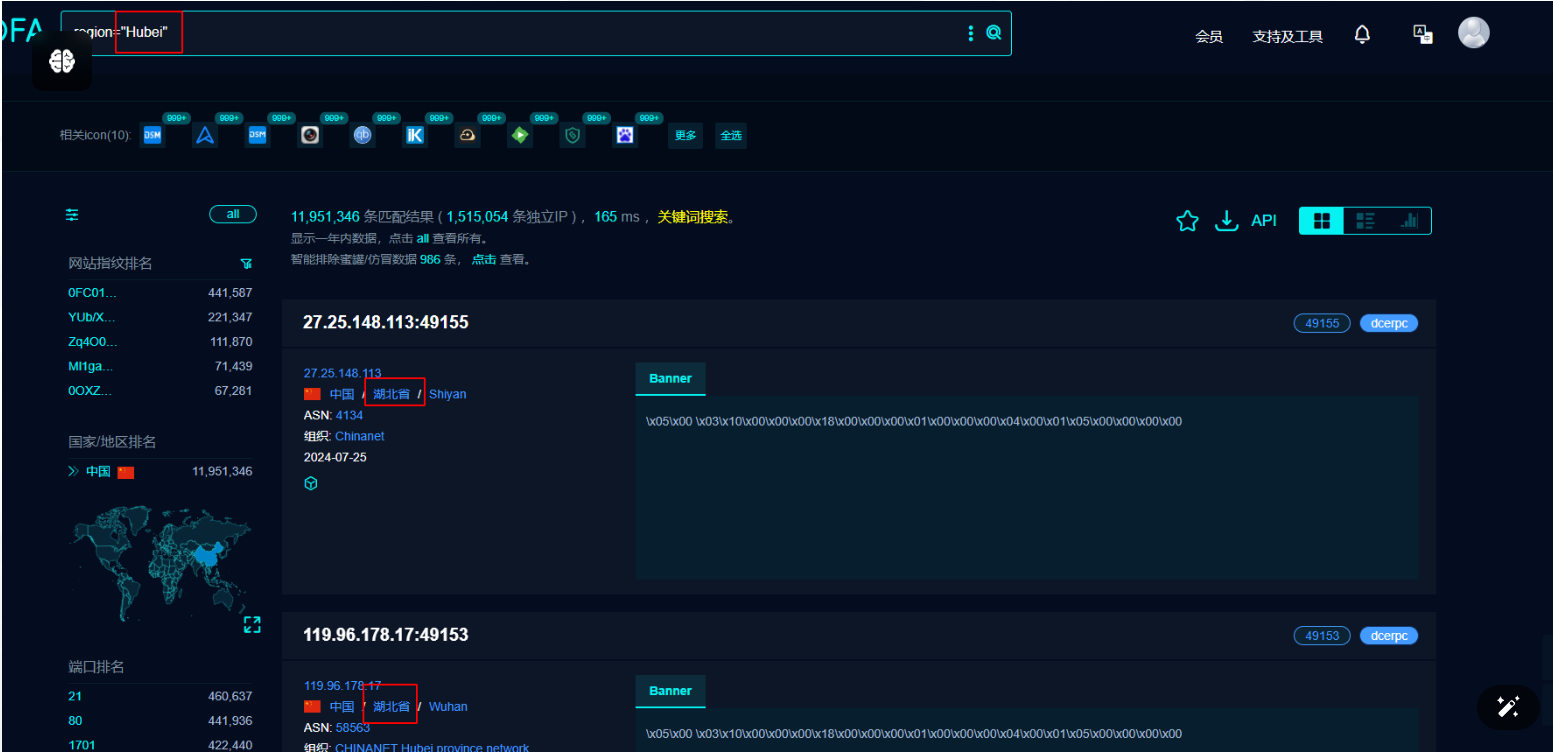 OFA
region="Hubei"
会员
支持及工具
相关icon(10):
DSM
999+
999+
DSM
999+
999+
qb
999+
IK
999+
999+
999+
999+
999+
更多
全选
all
11,951,346 条匹配结果 ( 1,515,054 条独立IP ) ，165 ms ，关键词搜索。
显示一年内数据，点击 all 查看所有。
智能排除蜜罐/仿冒数据 986 条， 点击 查看。
API
网站指纹排名
0FC01... 441,587
YUb/X... 221,347
Zq4O0... 111,870
MI1ga... 71,439
0OXZ... 67,281
国家/地区排名
中国 11,951,346
端口排名
21 460,637
80 441,936
1701 422,440
27.25.148.113:49155
49155
dcerpc
27.25.148.113
中国 / 湖北省 / Shiyan
ASN: 4134
组织: Chinanet
2024-07-25
Banner
\x05\x00 \x03\x10\x00\x00\x00\x18\x00\x00\x00\x01\x00\x00\x00\x04\x00\x01\x05\x00\x00\x00\x00
119.96.178.17:49153
49153
dcerpc
119.96.178.17
中国 / 湖北省 / Wuhan
ASN: 58563
组织: CHINANET Hubei province network
Banner
\x05\x00 \x03\x10\x00\x00\x00\x18\x00\x00\x00\x01\x00\x00\x00\x04\x00\x01\x05\x00\x00\x00\x00